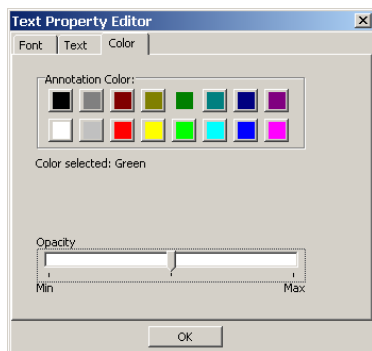 Text Property Editor
Font Text Color
Annotation Color:
Color selected: Green
Opacity
Min Max
OK